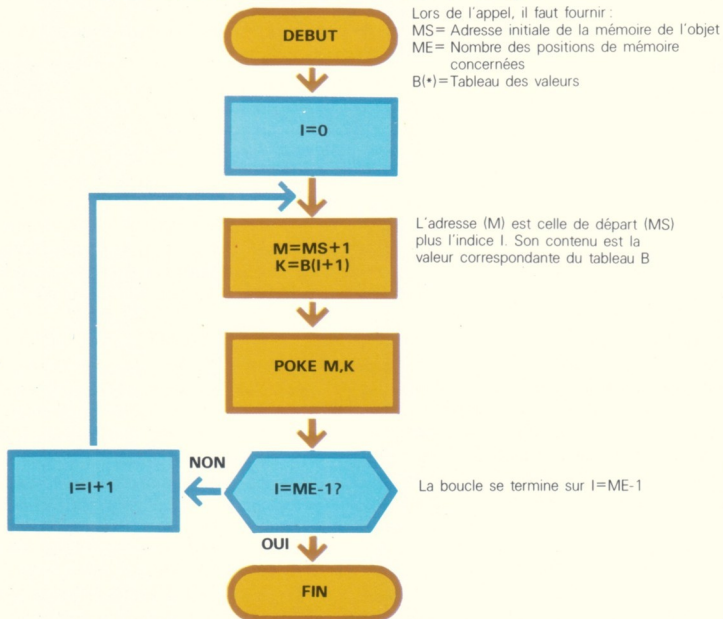 DEBUT
Lors de l'appel, il faut fournir :
MS= Adresse initiale de la mémoire de l'objet
ME= Nombre des positions de mémoire
concernées
B(*)=Tableau des valeurs
I=0
M=MS+1
K=B(I+1)
L'adresse (M) est celle de départ (MS)
plus l'indice I. Son contenu est la
valeur correspondante du tableau B
POKE M,K
NON
I=I+1
I=ME-1?
La boucle se termine sur I=ME-1
OUI
FIN